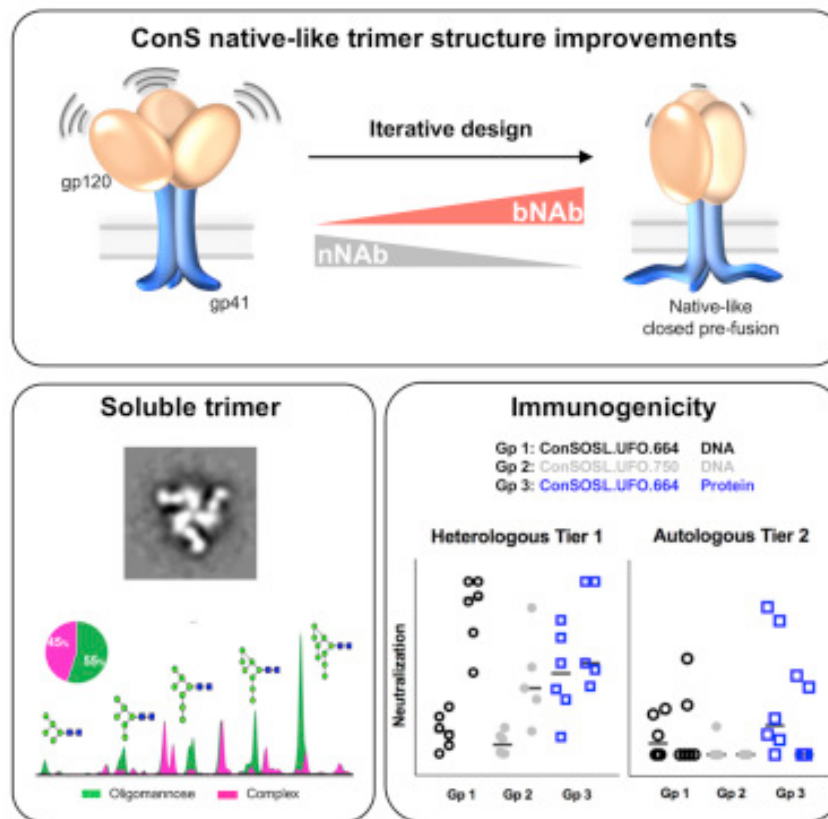 ConS native-like trimer structure improvements
Iterative design
gp120
bNAb
nNAb
gp41
Native-like
closed pre-fusion
Soluble trimer
45%
55%
Oligomannose
Complex
Immunogenicity
Gp 1: ConSOSL.UFO.664 DNA
Gp 2: ConSOSL.UFO.750 DNA
Gp 3: ConSOSL.UFO.664 Protein
Heterologous Tier 1
Autologous Tier 2
Neutralization
Gp 1 Gp 2 Gp 3
Gp 1 Gp 2 Gp 3